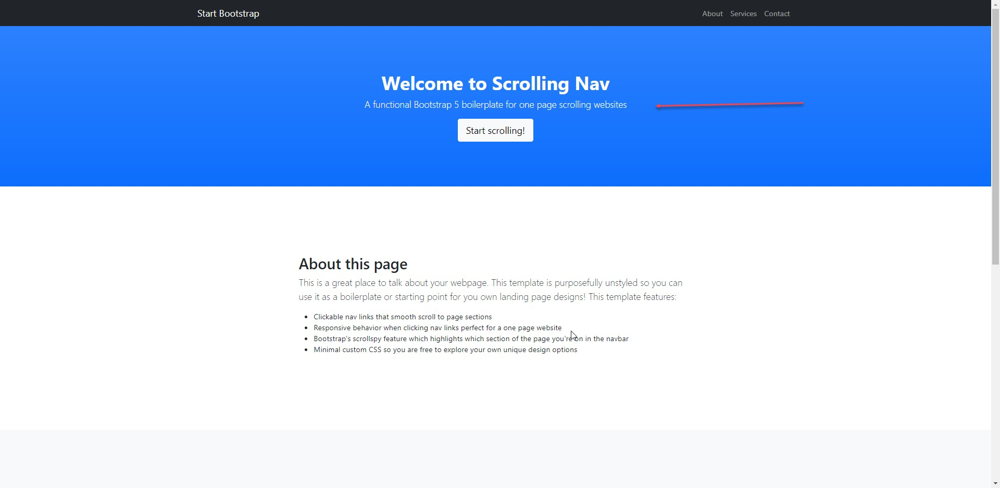 Start Bootstrap
About Services Contact
Welcome to Scrolling Nav
A functional Bootstrap 5 boilerplate for one page scrolling websites
Start scrolling!
About this page
This is a great place to talk about your webpage. This template is purposefully unstyled so you can
use it as a boilerplate or starting point for you own landing page designs! This template features:
Clickable nav links that smooth scroll to page sections
Responsive behavior when clicking nav links perfect for a one page website
Bootstrap's scrollspy feature which highlights which section of the page you're on in the navbar
Minimal custom CSS so you are free to explore your own unique design options